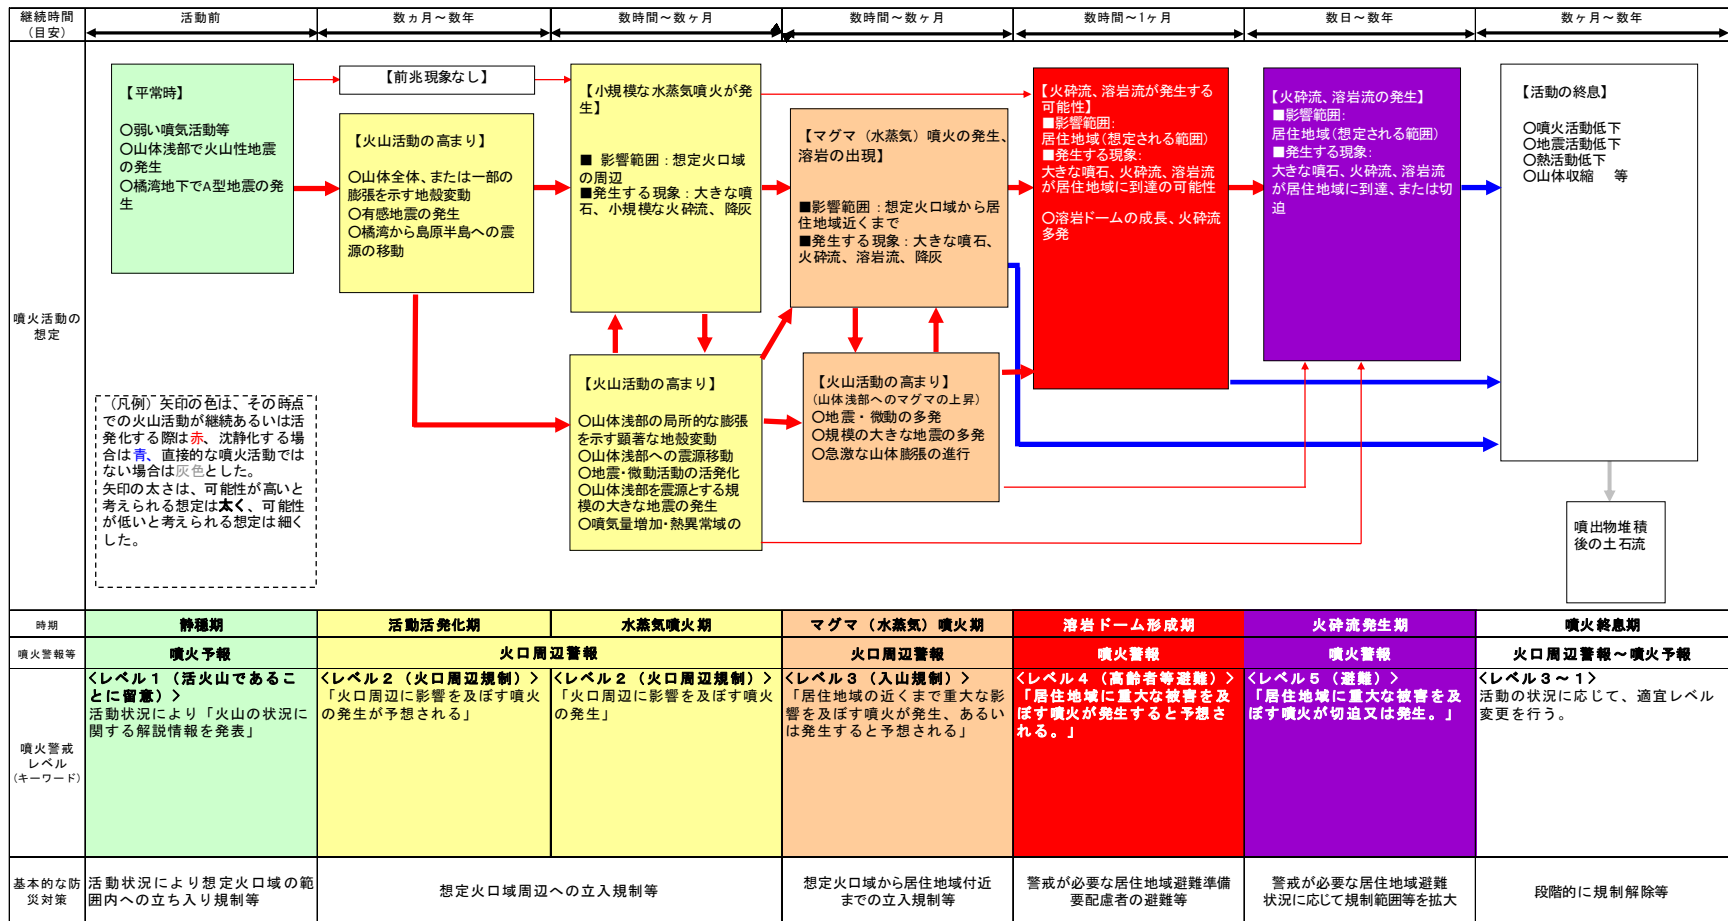 継続時間
(目安)
活動前
数ヵ月～数年
数時間～数ヶ月
数時間～数ヶ月
数時間～1ヶ月
数日～数年
数ヶ月～数年
噴火活動の
想定
【平常時】
〇弱い噴気活動等
〇山体浅部で火山性地震
の発生
〇橘湾地下でA型地震の発
生
【前兆現象なし】
【火山活動の高まり】
〇山体全体、または一部の
膨張を示す地殻変動
〇有感地震の発生
〇橘湾から島原半島への震
源の移動
【小規模な水蒸気噴火が発
生】
■ 影響範囲：想定火口域
の周辺
■発生する現象：大きな噴
石、小規模な火砕流、降灰
【火山活動の高まり】
〇山体浅部の局所的な膨張
を示す顕著な地殻変動
〇山体浅部への震源移動
〇地震・微動活動の活発化
〇山体浅部を震源とする規
模の大きな地震の発生
〇噴気量増加・熱異常域の
【マグマ（水蒸気）噴火の発生、
溶岩の出現】
■影響範囲：想定火口域から居
住地域近くまで
■発生する現象：大きな噴石、
火砕流、溶岩流、降灰
【火山活動の高まり】
(山体浅部へのマグマの上昇)
〇地震・微動の多発
〇規模の大きな地震の多発
〇急激な山体膨張の進行
【火砕流、溶岩流が発生する
可能性】
■影響範囲：
居住地域(想定される範囲)
■発生する現象：
大きな噴石、火砕流、溶岩流
が居住地域に到達の可能性
〇溶岩ドームの成長、火砕流
多発
【火砕流、溶岩流の発生】
■影響範囲：
居住地域(想定される範囲)
■発生する現象：
大きな噴石、火砕流、溶岩流
が居住地域に到達、または切
迫
【活動の終息】
〇噴火活動低下
〇地震活動低下
〇熱活動低下
〇山体収縮　等
噴出物堆積
後の土石流
（凡例）矢印の色は、その時点
での火山活動が継続あるいは活
発化する際は赤、沈静化する場
合は青、直接的な噴火活動では
ない場合は灰色とした。
矢印の太さは、可能性が高いと
考えられる想定は太く、可能性
が低いと考えられる想定は細く
した。
時期
静穏期
活動活発化期
水蒸気噴火期
マグマ（水蒸気）噴火期
溶岩ドーム形成期
火砕流発生期
噴火終息期
噴火警報等
噴火予報
火口周辺警報
火口周辺警報
噴火警報
噴火警報
火口周辺警報～噴火予報
噴火警戒
レベル
(キーワード)
<レベル１（活火山であるこ
とに留意）>
活動状況により「火山の状況に
関する解説情報を発表」
<レベル２（火口周辺規制）>
「火口周辺に影響を及ぼす噴火
の発生が予想される」
<レベル２（火口周辺規制）>
「火口周辺に影響を及ぼす噴火
の発生」
<レベル３（入山規制）>
「居住地域の近くまで重大な影
響を及ぼす噴火が発生、あるい
は発生すると予想される」
<レベル４（高齢者等避難）>
「居住地域に重大な被害を及
ぼす噴火が発生すると予想さ
れる。」
<レベル５（避難）>
「居住地域に重大な被害を及
ぼす噴火が切迫又は発生。」
<レベル３～１>
活動の状況に応じて、適宜レベル
変更を行う。
基本的な防
災対策
活動状況により想定火口域の範
囲内への立ち入り規制等
想定火口域周辺への立入規制等
想定火口域から居住地域付近
までの立入規制等
警戒が必要な居住地域避難準備
要配慮者の避難等
警戒が必要な居住地域避難
状況に応じて規制範囲等を拡大
段階的に規制解除等